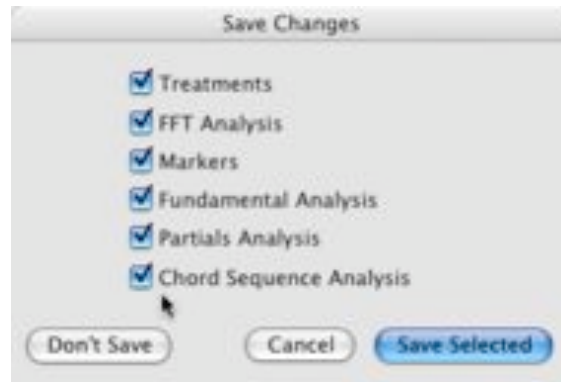 Save Changes
Treatments
FFT Analysis
Markers
Fundamental Analysis
Partials Analysis
Chord Sequence Analysis
Don't Save Cancel Save Selected